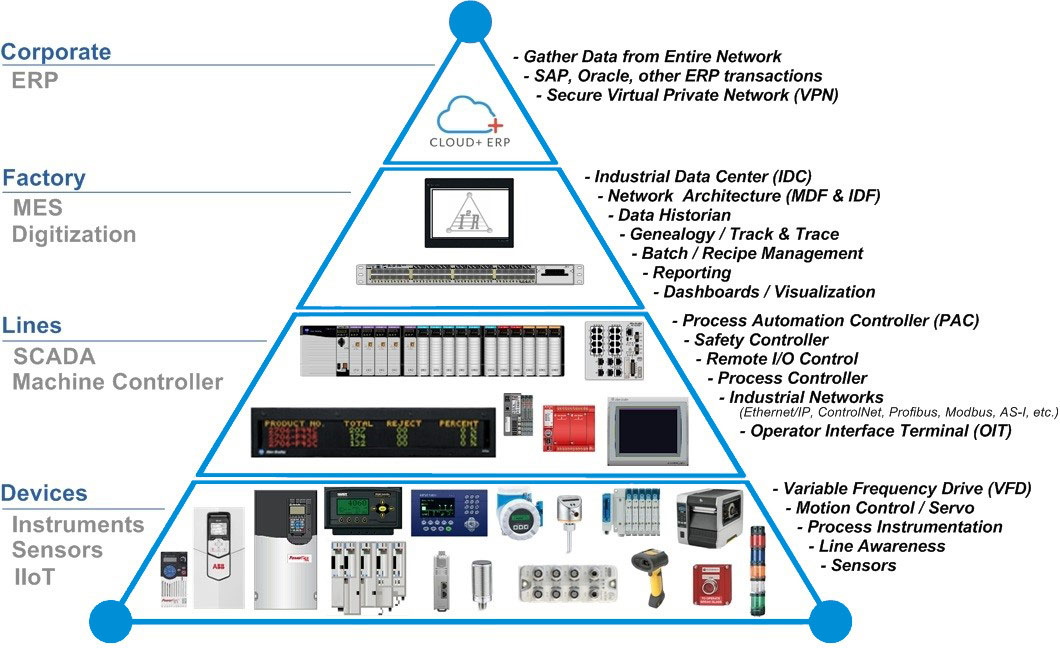 Corporate
ERP
- Gather Data from Entire Network
- SAP, Oracle, other ERP transactions
- Secure Virtual Private Network (VPN)
CLOUD+ ERP
Factory
MES
Digitization
- Industrial Data Center (IDC)
- Network Architecture (MDF & IDF)
- Data Historian
- Genealogy / Track & Trace
- Batch / Recipe Management
- Reporting
- Dashboards / Visualization
Lines
SCADA
Machine Controller
- Process Automation Controller (PAC)
- Safety Controller
- Remote I/O Control
- Process Controller
- Industrial Networks
(Ethernet/IP, ControlNet, Profibus, Modbus, AS-I, etc.)
- Operator Interface Terminal (OIT)
PRODUCT NO. TOTAL REJECT PERCENT
Devices
Instruments
Sensors
IIoT
- Variable Frequency Drive (VFD)
- Motion Control / Servo
- Process Instrumentation
- Line Awareness
- Sensors
ABB
PowerFlex